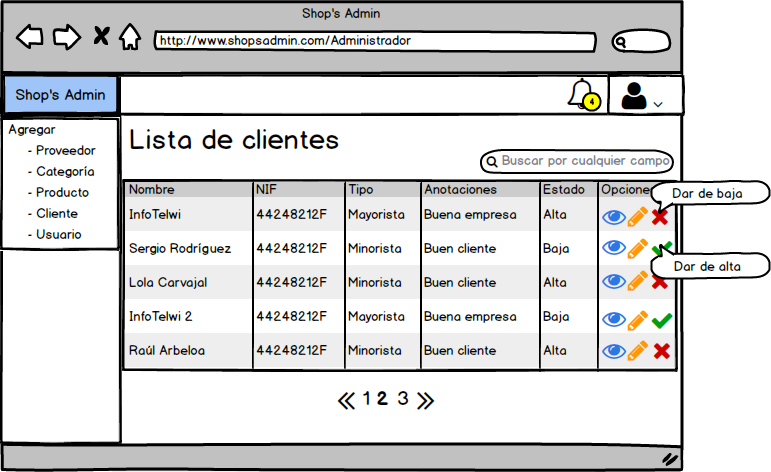 Shop's Admin
http://www.shopsadmin.com/Administrador
Shop's Admin
4
Agregar
- Proveedor
- Categoría
- Producto
- Cliente
- Usuario
Lista de clientes
Buscar por cualquier campo
Nombre NIF Tipo Anotaciones Estado Opcione
Dar de baja
InfoTelwi 44248212F Mayorista Buena empresa Alta
Sergio Rodríguez 44248212F Minorista Buen cliente Baja
Dar de alta
Lola Carvajal 44248212F Minorista Buen cliente Alta
InfoTelwi 2 44248212F Mayorista Buena empresa Baja
Raúl Arbeloa 44248212F Minorista Buen cliente Alta
1 2 3